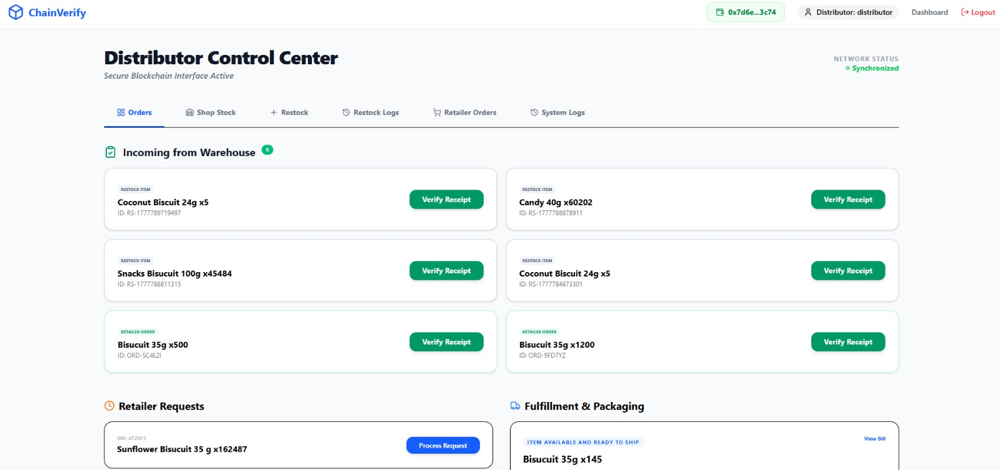 ChainVerify
0x7d6e...3c74
Distributor: distributor
Dashboard
Logout
Distributor Control Center
Secure Blockchain Interface Active
NETWORK STATUS
Synchronized
Orders
Shop Stock
Restock
Restock Logs
Retailer Orders
System Logs
Incoming from Warehouse 6
RESTOCK ITEM
Coconut Biscuit 24g x5
ID: RS-1777789719497
Verify Receipt
RESTOCK ITEM
Candy 40g x60202
ID: RS-1777788878911
Verify Receipt
RESTOCK ITEM
Snacks Bisucuit 100g x45484
ID: RS-1777788811315
Verify Receipt
RESTOCK ITEM
Coconut Biscuit 24g x5
ID: RS-1777784673301
Verify Receipt
RETAILER ORDER
Bisucuit 35g x500
ID: ORD-SC4L2I
Verify Receipt
RETAILER ORDER
Bisucuit 35g x1200
ID: ORD-9FD7YZ
Verify Receipt
Retailer Requests
ORD-ATZ9F3
Sunflower Bisucuit 35 g x162487
Process Request
Fulfillment & Packaging
ITEM AVAILABLE AND READY TO SHIP
View Bill
Bisucuit 35g x145